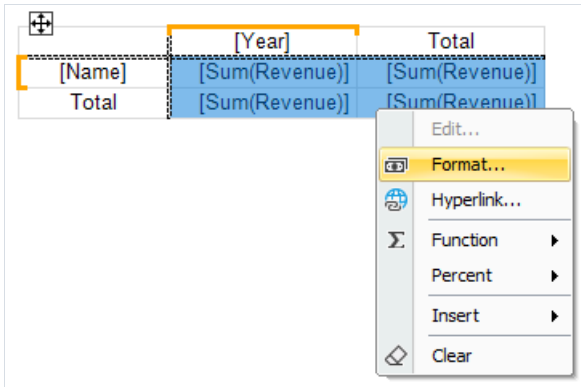 [Year] Total
[Name] [Sum(Revenue)] [Sum(Revenue)]
Total [Sum(Revenue)] [Sum(Revenue)]
Edit...
Format...
Hyperlink...
Σ Function
Percent
Insert
Clear